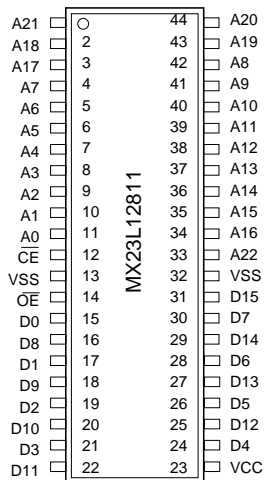 A21 44 A20
A18 2 43 A19
A17 3 42 A8
A7 4 41 A9
A6 5 40 A10
A5 6 39 A11
A4 7 38 A12
A3 8 37 A13
A2 9 36 A14
A1 10 35 A15
A0 11 34 A16
CE 12 33 A22
VSS 13 32 VSS
OE 14 31 D15
D0 15 30 D7
D8 16 29 D14
D1 17 28 D6
D9 18 27 D13
D2 19 26 D5
D10 20 25 D12
D3 21 24 D4
D11 22 23 VCC
MX23L12811